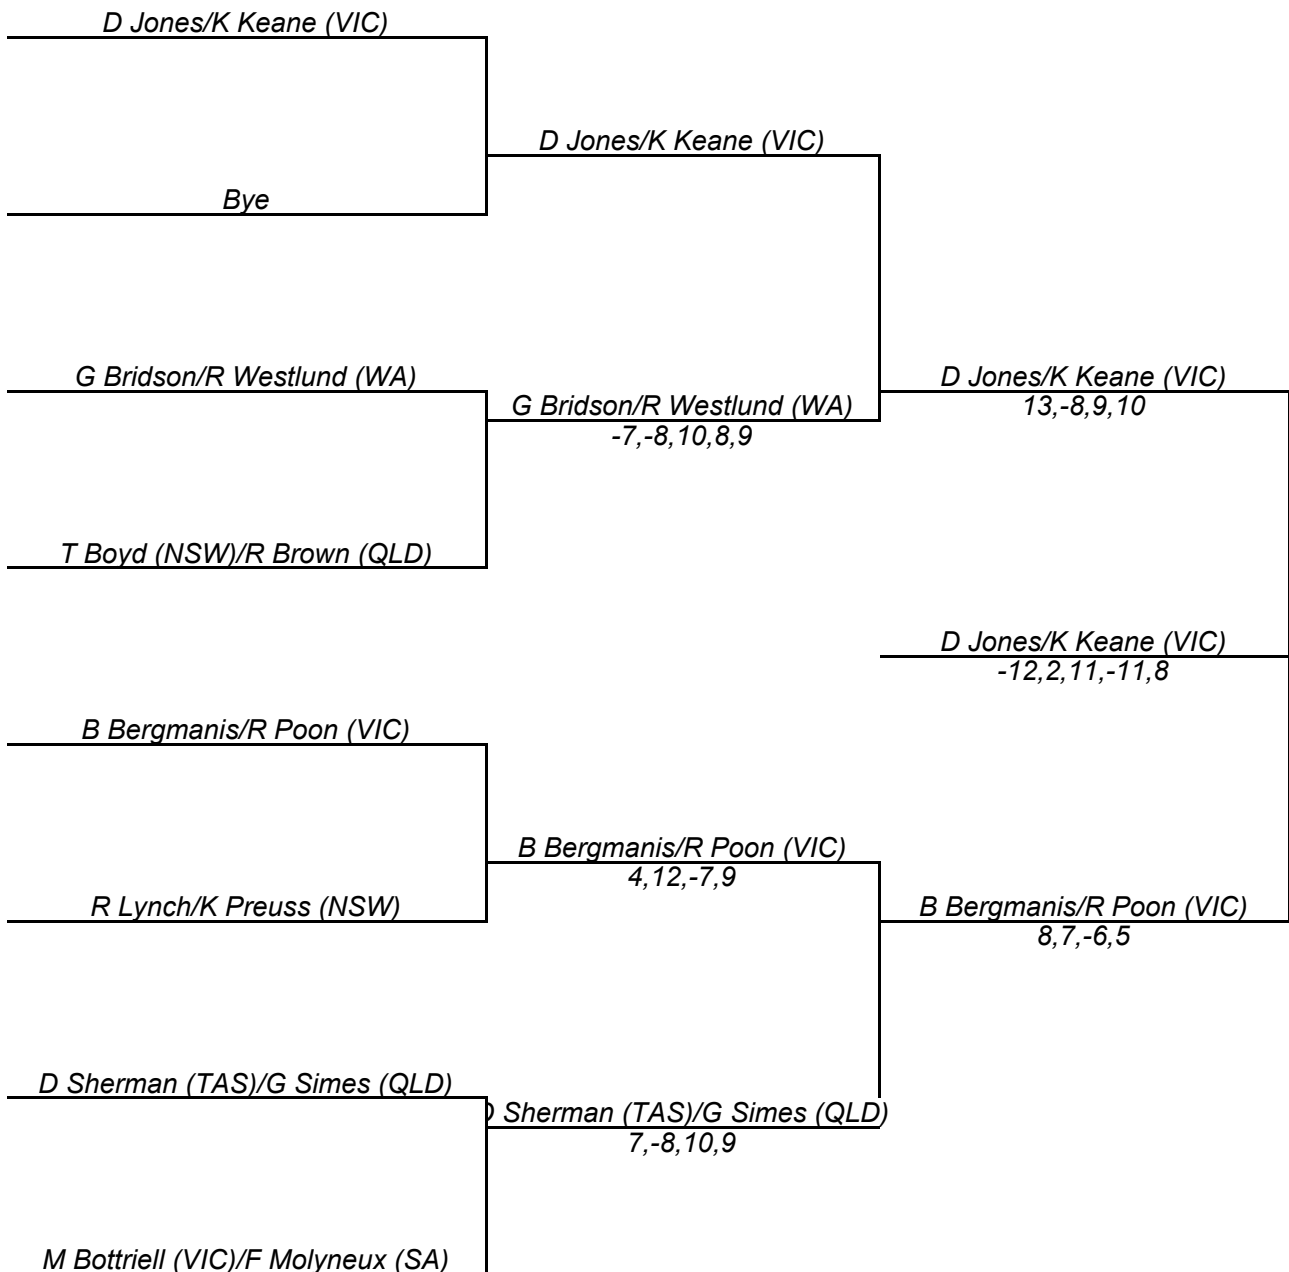 D Jones/K Keane (VIC)
D Jones/K Keane (VIC)
Bye
G Bridson/R Westlund (WA)
D Jones/K Keane (VIC)
G Bridson/R Westlund (WA)
13,-8,9,10
-7,-8,10,8,9
T Boyd (NSW)/R Brown (QLD)
D Jones/K Keane (VIC)
-12,2,11,-11,8
B Bergmanis/R Poon (VIC)
B Bergmanis/R Poon (VIC)
4,12,-7,9
R Lynch/K Preuss (NSW)
B Bergmanis/R Poon (VIC)
8,7,-6,5
D Sherman (TAS)/G Simes (QLD)
Sherman (TAS)/G Simes (QLD)
7,-8,10,9
M Bottriell (VIC)/F Molyneux (SA)